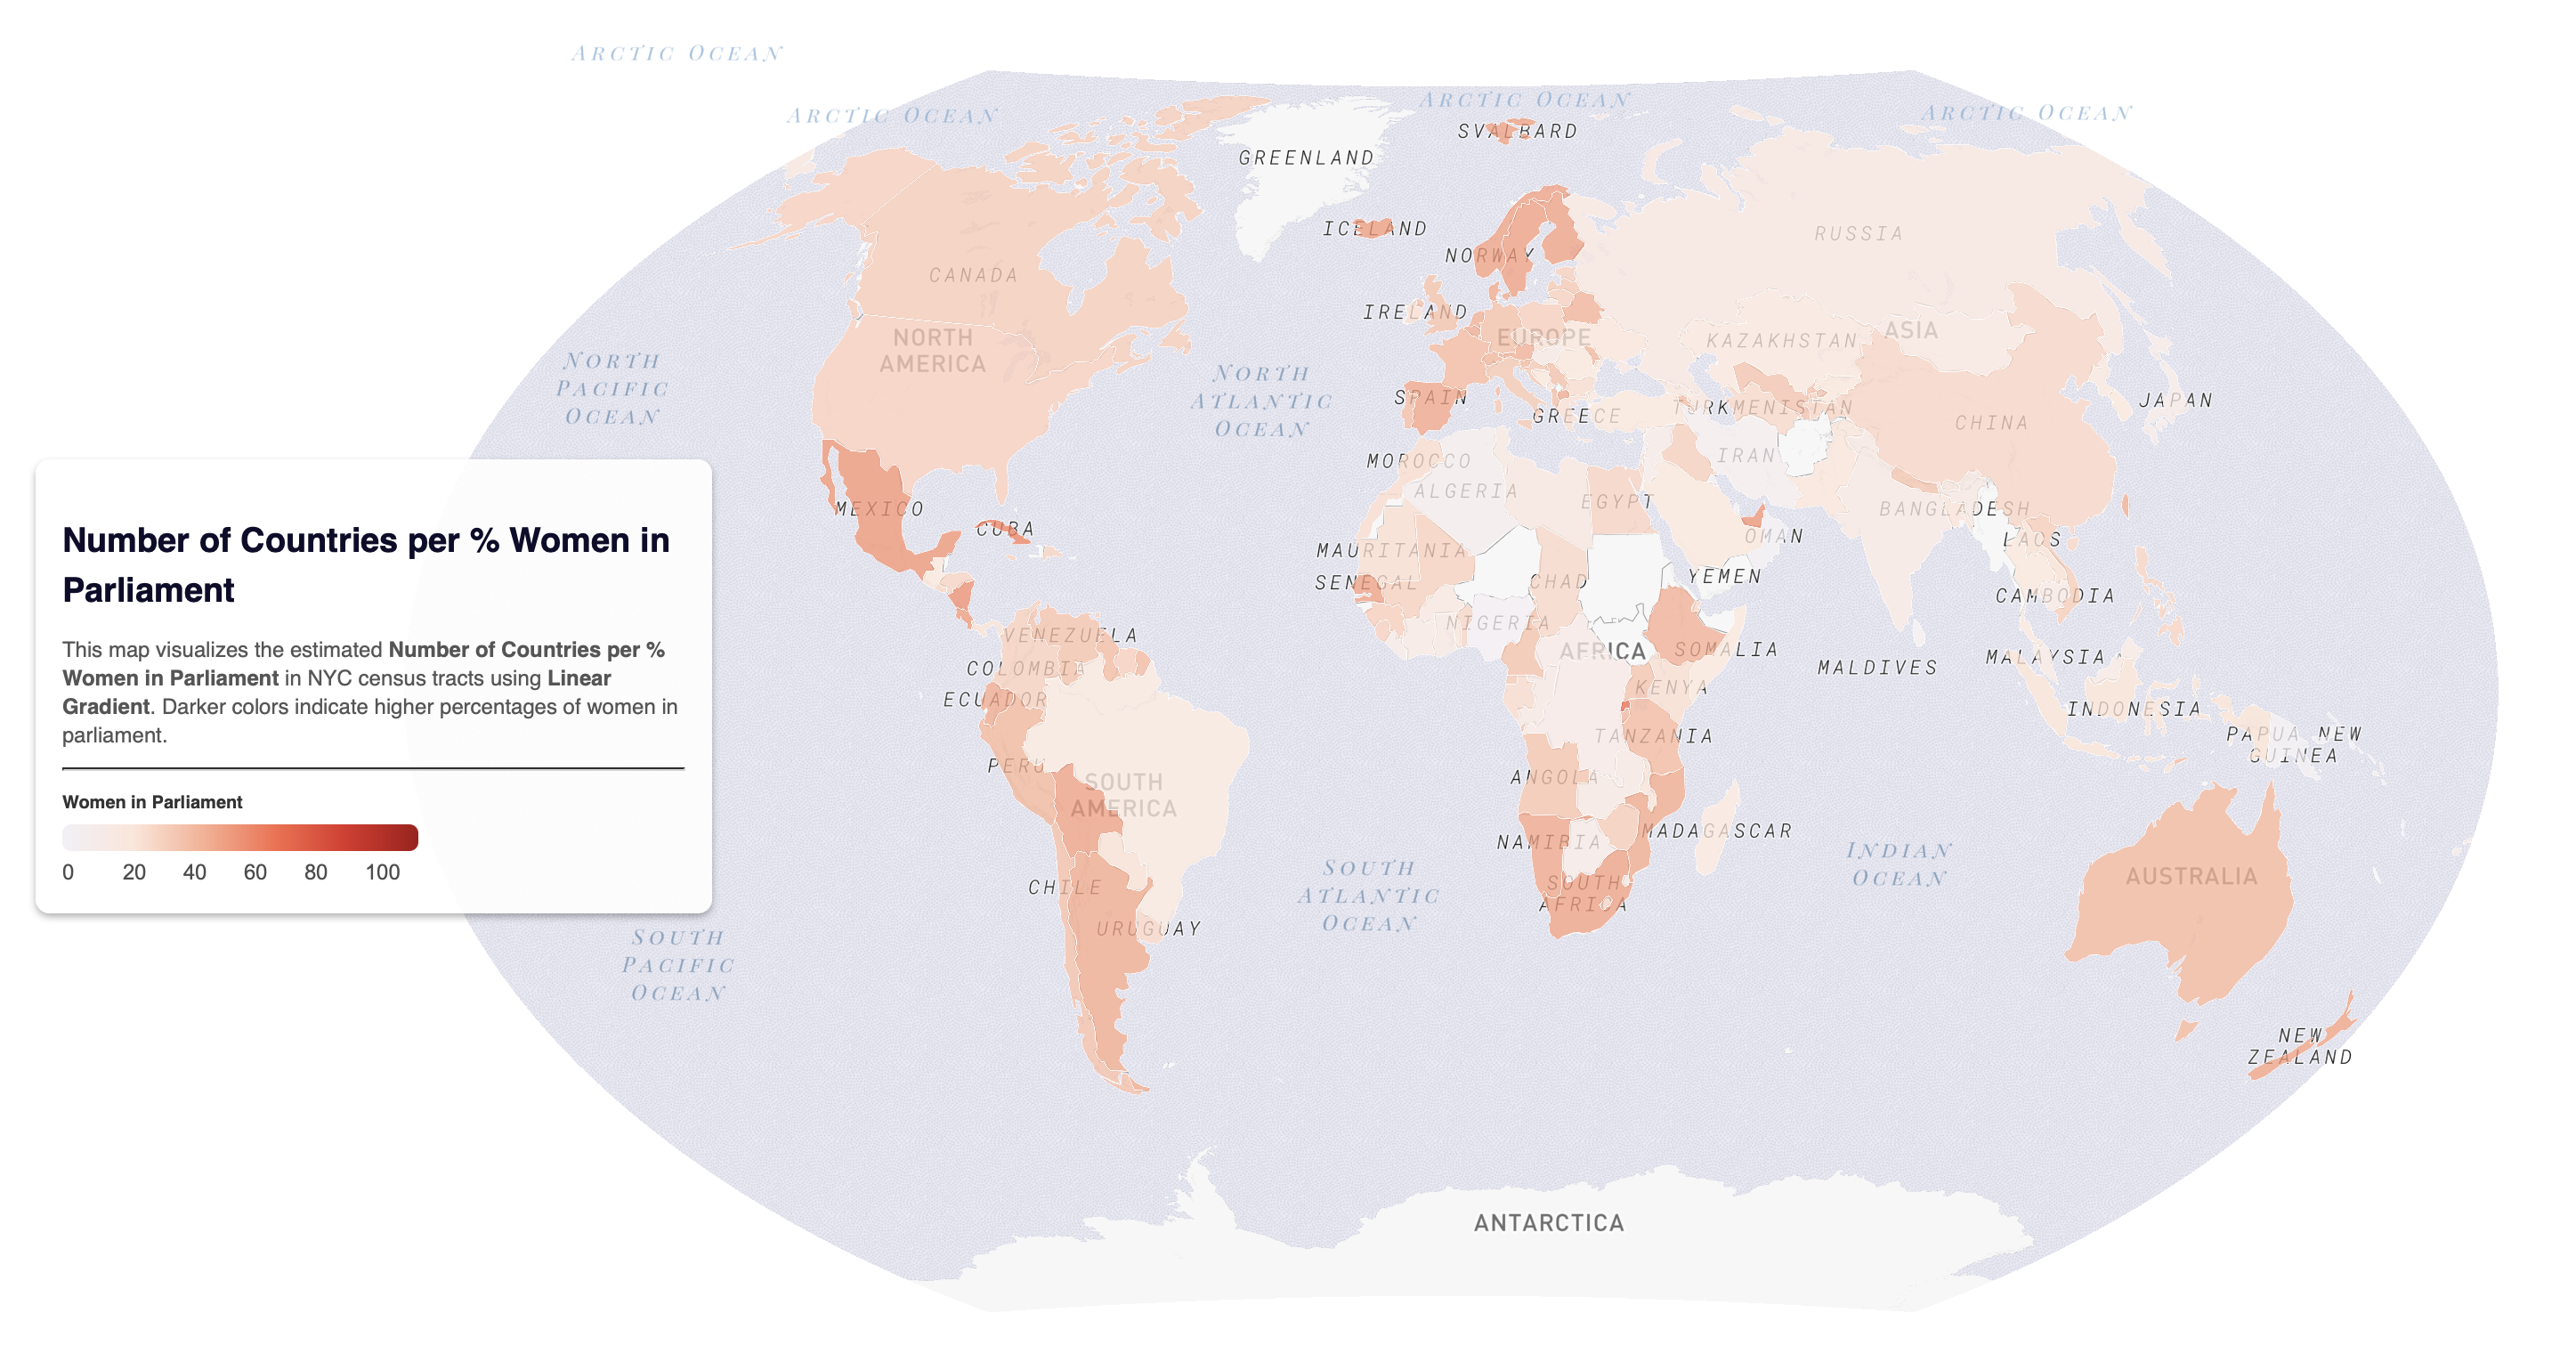 ARCTIC OCEAN
ARCTIC OCEAN
ARCTIC OCEAN
ARCTIC OCEAN
SVALBARD
GREENLAND
ICELAND
NORWAY
RUSSIA
CANADA
IRELAND
NORTH
AMERICA
EUROPE
ASIA
KAZAKHSTAN
NORTH
PACIFIC
OCEAN
NORTH
ATLANTIC
OCEAN
SPAIN
GREECE
TURKMENISTAN
JAPAN
CHINA
MOROCCO
IRAN
ALGERIA
EGYPT
BANGLADESH
MEXICO
CUBA
OMAN
LAOS
MAURITANIA
SENEGAL
CHAD
YEMEN
CAMBODIA
NIGERIA
VENEZUELA
AFRICA
SOMALIA
MALDIVES
MALAYSIA
COLOMBIA
KENYA
ECUADOR
INDONESIA
TANZANIA
PAPUA NEW
GUINEA
PERU
ANGOLA
SOUTH
AMERICA
NAMIBIA
MADAGASCAR
INDIAN
OCEAN
SOUTH
ATLANTIC
OCEAN
AUSTRALIA
CHILE
SOUTH
AFRICA
URUGUAY
SOUTH
PACIFIC
OCEAN
NEW
ZEALAND
ANTARCTICA
Number of Countries per % Women in
Parliament
This map visualizes the estimated Number of Countries per %
Women in Parliament in NYC census tracts using Linear
Gradient. Darker colors indicate higher percentages of women in
parliament.
Women in Parliament
0 20 40 60 80 100